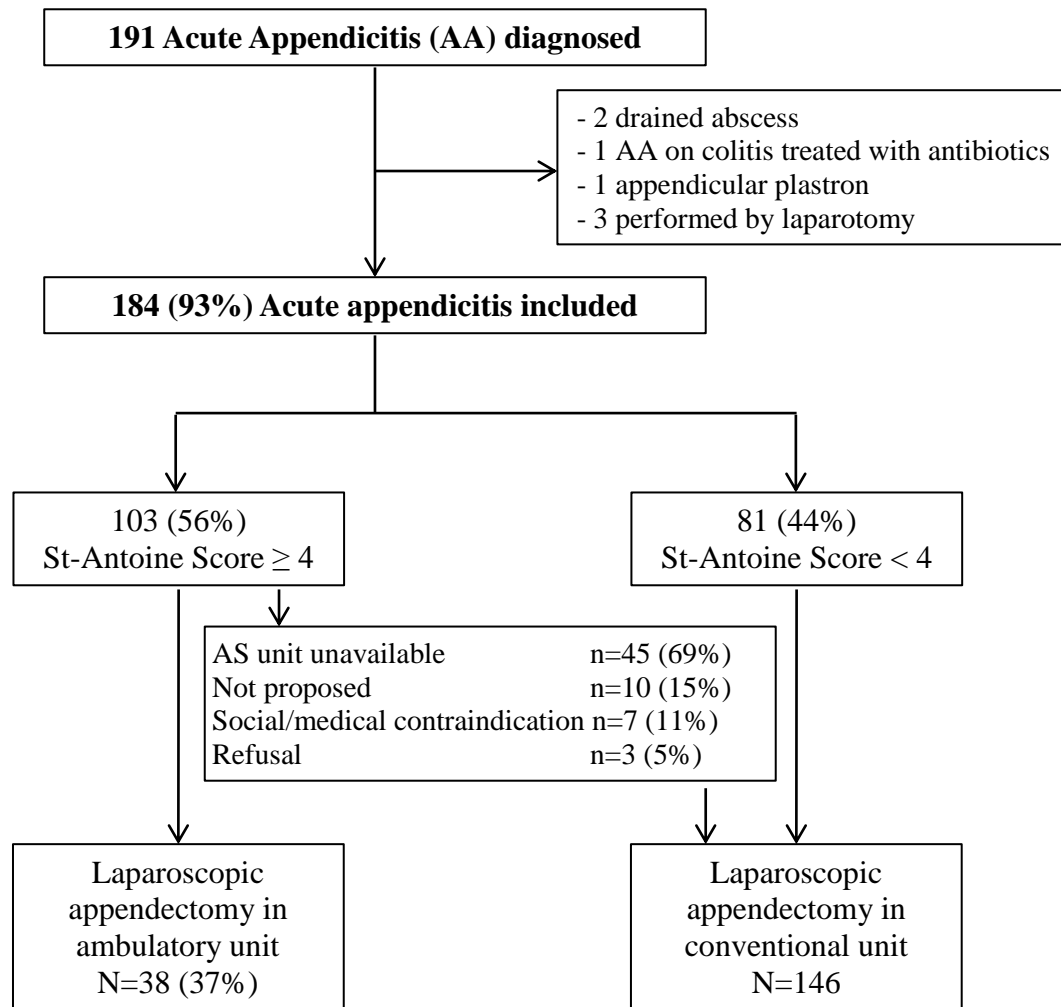 191 Acute Appendicitis (AA) diagnosed
- 2 drained abscess
- 1 AA on colitis treated with antibiotics
- 1 appendicular plastron
- 3 performed by laparotomy
184 (93%) Acute appendicitis included
103 (56%)
St-Antoine Score ≥ 4
81 (44%)
St-Antoine Score < 4
AS unit unavailable n=45 (69%)
Not proposed n=10 (15%)
Social/medical contraindication n=7 (11%)
Refusal n=3 (5%)
Laparoscopic
appendectomy in
ambulatory unit
N=38 (37%)
Laparoscopic
appendectomy in
conventional unit
N=146